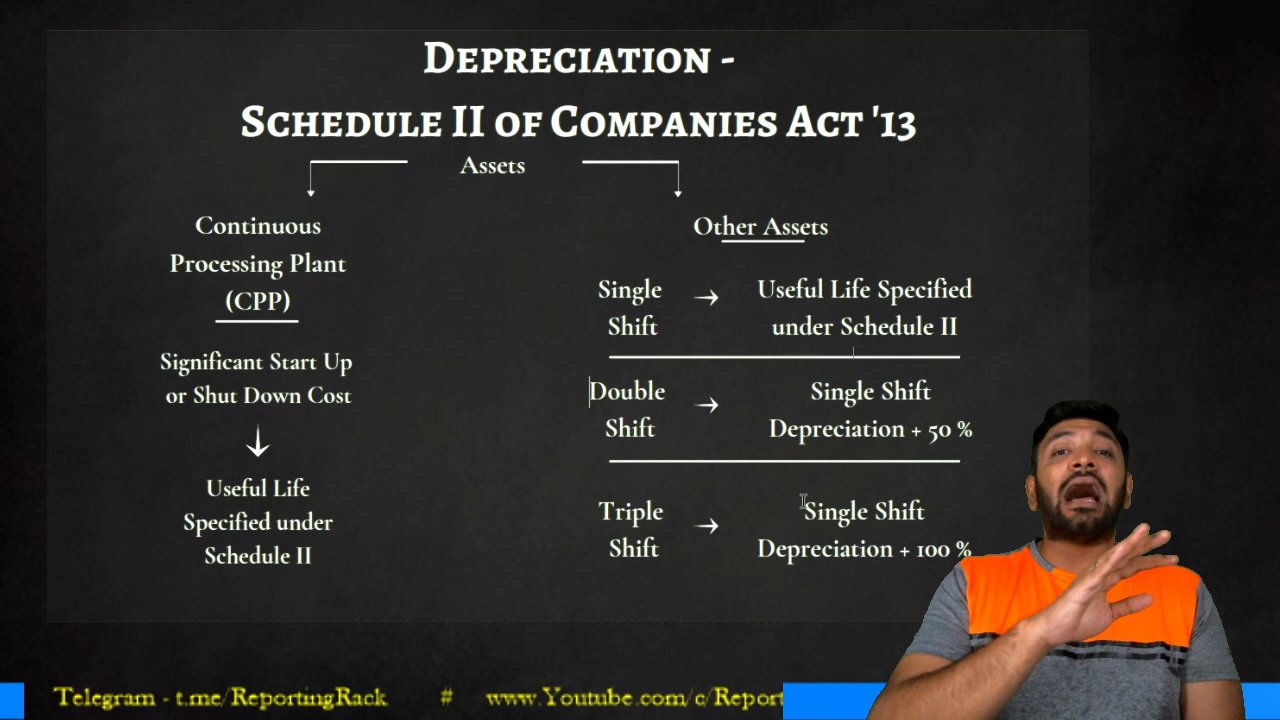 Depreciation -
Schedule II of Companies Act '13
Assets
Continuous
Processing Plant
(CPP)
Significant Start Up
or Shut Down Cost
Useful Life
Specified under
Schedule II
Other Assets
Single
Shift
Useful Life Specified
under Schedule II
Double
Shift
Single Shift
Depreciation + 50 %
Triple
Shift
Single Shift
Depreciation + 100 %
Telegram - t.me/ReportingRack # www.Youtube.com/c/Report